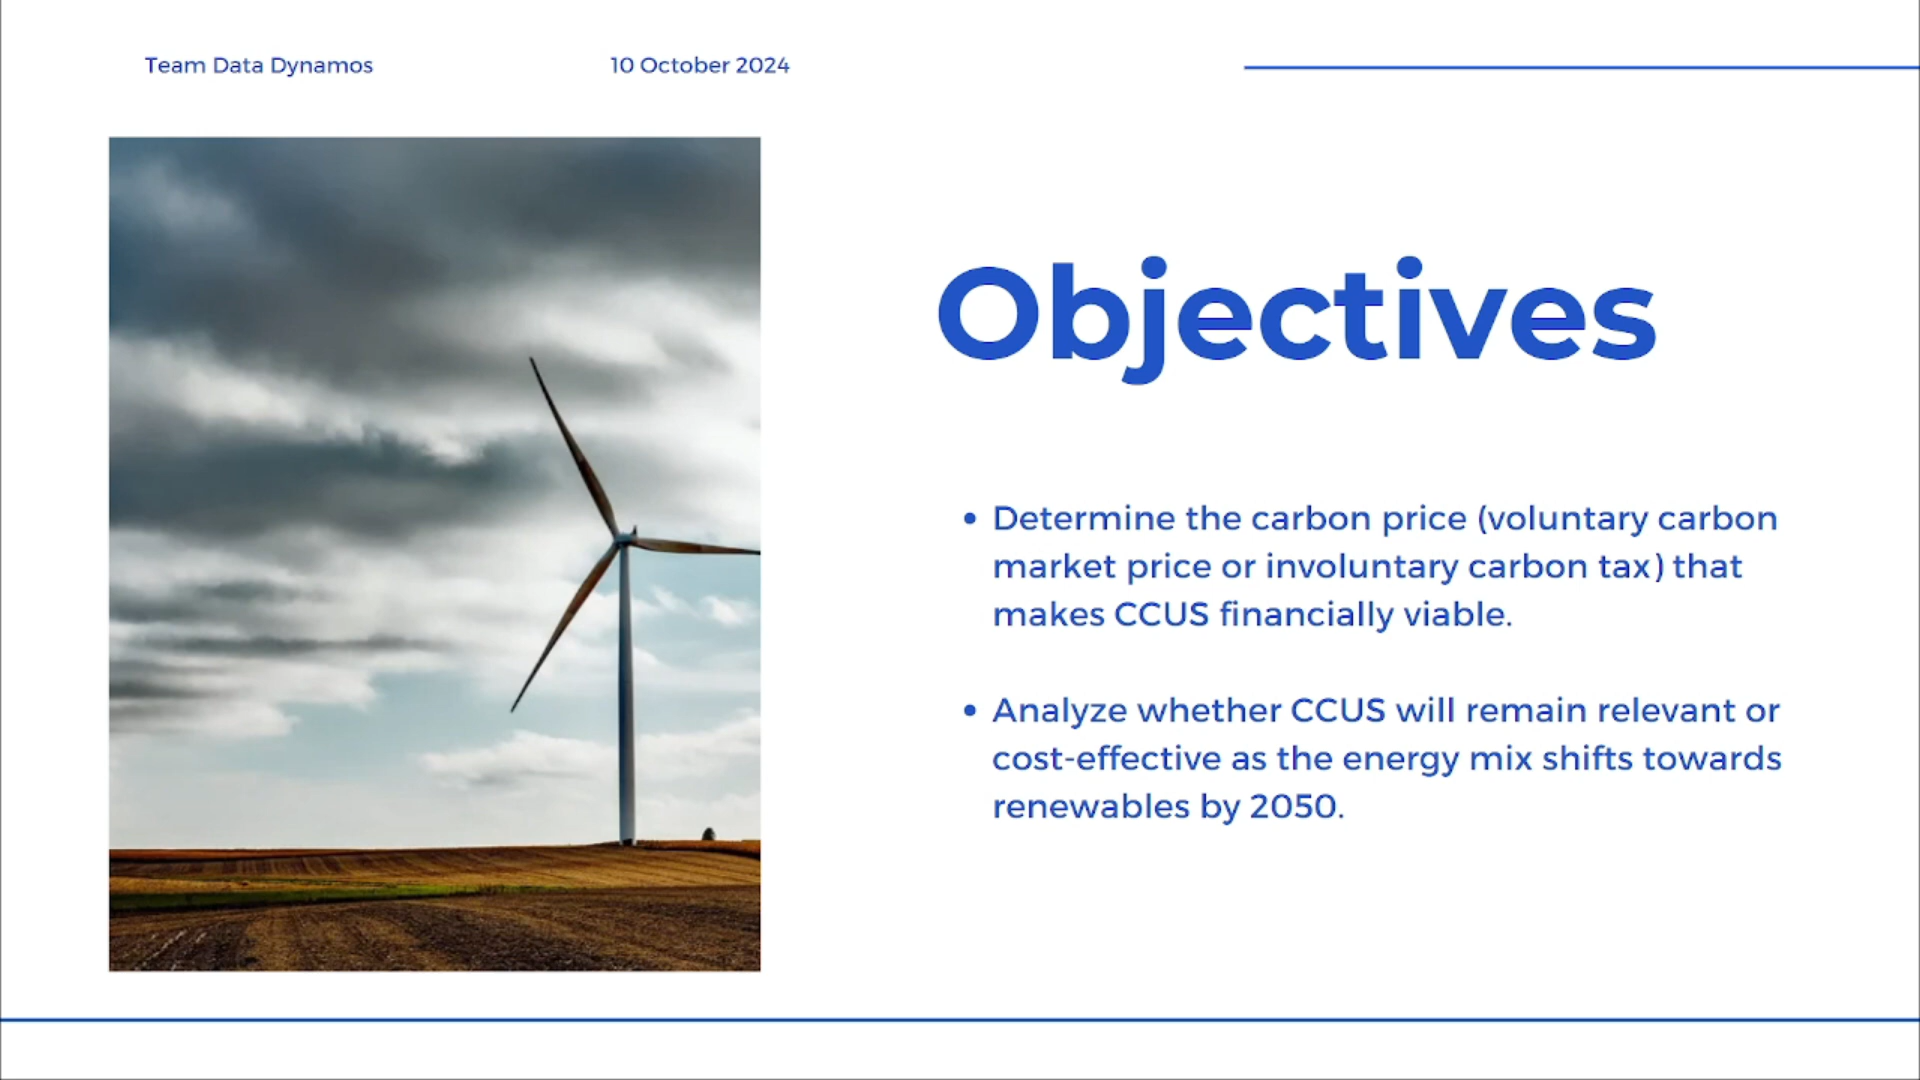 Team Data Dynamos
10 October 2024
Objectives
• Determine the carbon price (voluntary carbon
market price or involuntary carbon tax) that
makes CCUS financially viable.
• Analyze whether CCUS will remain relevant or
cost-effective as the energy mix shifts towards
renewables by 2050.